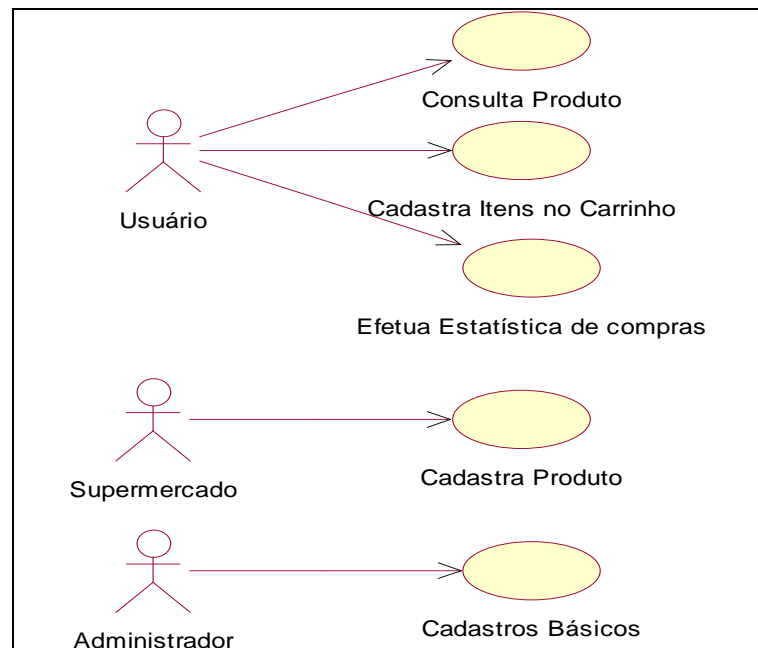 Consulta Produto
Usuário
Cadastra Itens no Carrinho
Efetua Estatística de compras
Supermercado
Cadastra Produto
Administrador
Cadastros Básicos